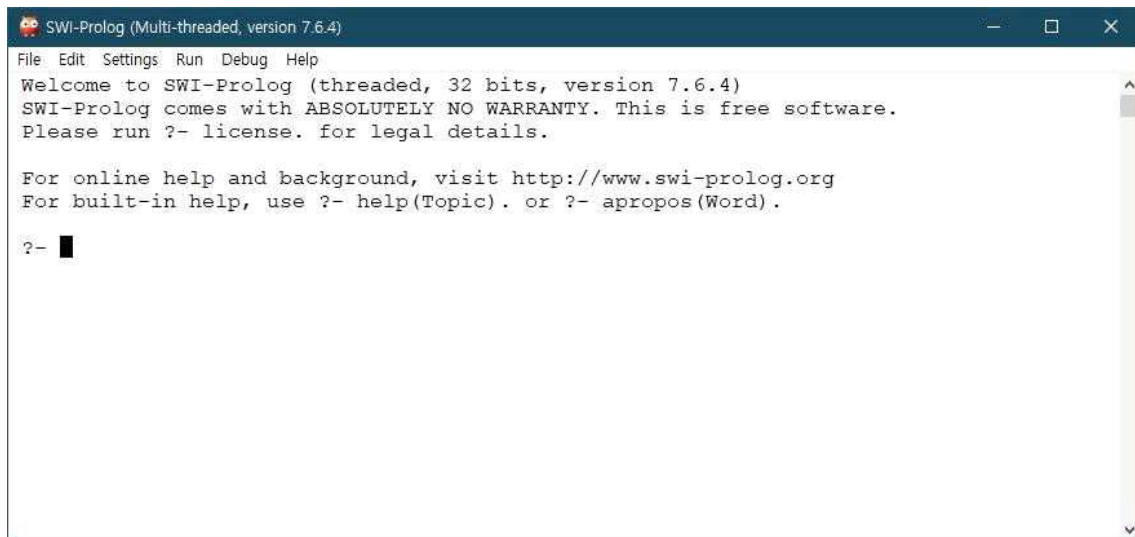 SWI-Prolog (Multi-threaded, version 7.6.4)
File Edit Settings Run Debug Help
Welcome to SWI-Prolog (threaded, 32 bits, version 7.6.4)
SWI-Prolog comes with ABSOLUTELY NO WARRANTY. This is free software.
Please run ?- license. for legal details.
For online help and background, visit http://www.swi-prolog.org
For built-in help, use ?- help(Topic). or ?- apropos(Word).
?-